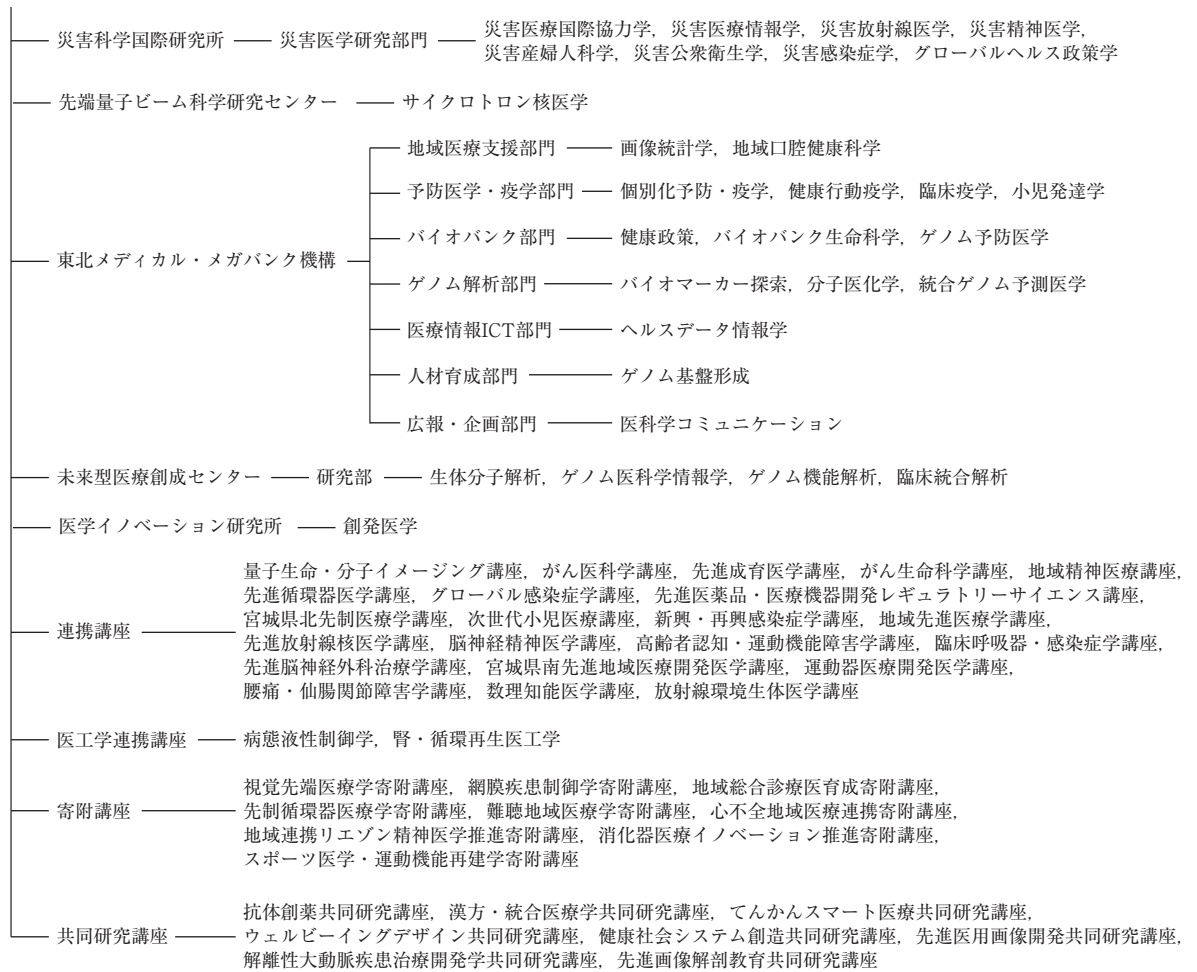 災害科学国際研究所 災害医学研究部門 災害医療国際協力学，災害医療情報学，災害放射線医学，災害精神医学，
災害産婦人科学，災害公衆衛生学，災害感染症学，グローバルヘルス政策学
先端量子ビーム科学研究センター サイクロトロン核医学
東北メディカル・メガバンク機構
地域医療支援部門 画像統計学，地域口腔健康科学
予防医学・疫学部門 個別化予防・疫学，健康行動疫学，臨床疫学，小児発達学
バイオバンク部門 健康政策，バイオバンク生命科学，ゲノム予防医学
ゲノム解析部門 バイオマーカー探索，分子医化学，統合ゲノム予測医学
医療情報ICT部門 ヘルスデータ情報学
人材育成部門 ゲノム基盤形成
広報・企画部門 医科学コミュニケーション
未来型医療創成センター 研究部 生体分子解析，ゲノム医科学情報学，ゲノム機能解析，臨床統合解析
医学イノベーション研究所 創発医学
連携講座
量子生命・分子イメージング講座，がん医科学講座，先進成育医学講座，がん生命科学講座，地域精神医療講座，
先進循環器医学講座，グローバル感染症学講座，先進医薬品・医療機器開発レギュラトリーサイエンス講座，
宮城県北先制医療学講座，次世代小児医療講座，新興・再興感染症学講座，地域先進医療学講座，
先進放射線核医学講座，脳神経精神医学講座，高齢者認知・運動機能障害学講座，臨床呼吸器・感染症学講座，
先進脳神経外科治療学講座，宮城県南先進地域医療開発医学講座，運動器医療開発医学講座，
腰痛・仙腸関節障害学講座，数理知能医学講座，放射線環境生体医学講座
医工学連携講座 病態液性制御学，腎・循環再生医工学
寄附講座
視覚先端医療学寄附講座，網膜疾患制御学寄附講座，地域総合診療医育成寄附講座，
先制循環器医療学寄附講座，難聴地域医療学寄附講座，心不全地域医療連携寄附講座，
地域連携リエゾン精神医学推進寄附講座，消化器医療イノベーション推進寄附講座，
スポーツ医学・運動機能再建学寄附講座
共同研究講座
抗体創薬共同研究講座，漢方・統合医療学共同研究講座，てんかんスマート医療共同研究講座，
ウェルビーイングデザイン共同研究講座，健康社会システム創造共同研究講座，先進医用画像開発共同研究講座，
解離性大動脈疾患治療開発学共同研究講座，先進画像解剖教育共同研究講座